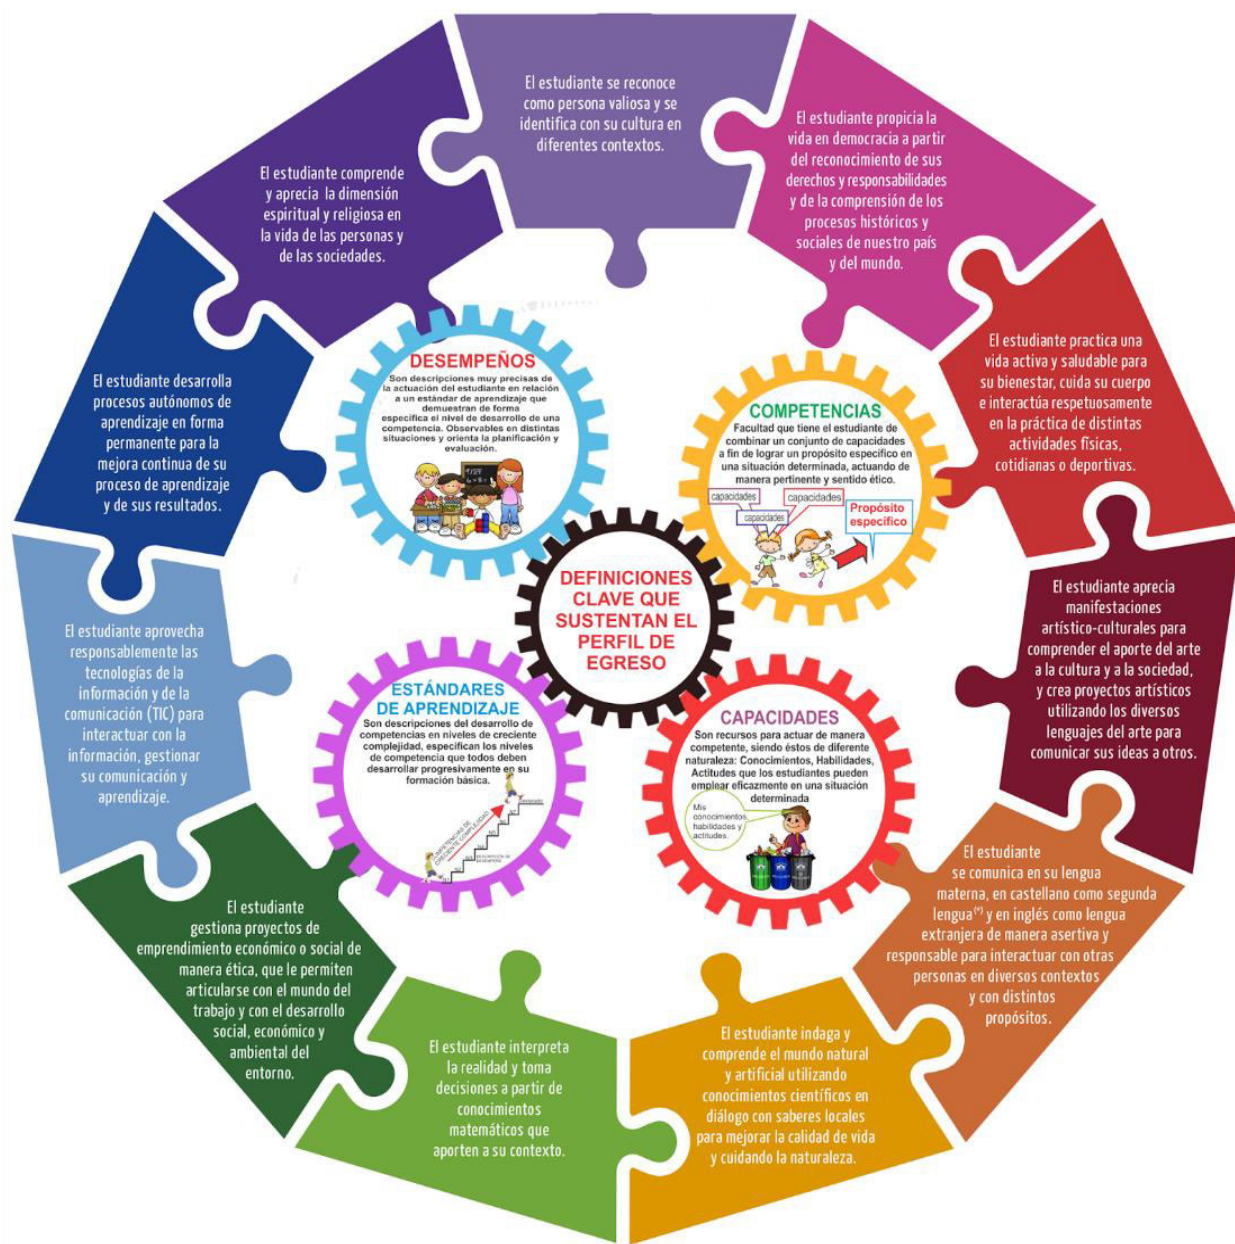 El estudiante se reconoce
como persona valiosa y se
identifica con su cultura en
diferentes contextos.
El estudiante propicia la
vida en democracia a partir
del reconocimiento de sus
derechos y responsabilidades
y de la comprensión de los
procesos históricos y
sociales de nuestro país
y del mundo.
El estudiante practica una
vida activa y saludable para
su bienestar, cuida su cuerpo
e interactúa respetuosamente
en la práctica de distintas
actividades físicas,
cotidianas o deportivas.
El estudiante aprecia
manifestaciones
artístico-culturales para
comprender el aporte del arte
a la cultura y a la sociedad,
y crea proyectos artísticos
utilizando los diversos
lenguajes del arte para
comunicar sus ideas a otros.
El estudiante
se comunica en su lengua
materna, en castellano como segunda
lengua(*) y en inglés como lengua
extranjera de manera asertiva y
responsable para interactuar con otras
personas en diversos contextos
y con distintos
propósitos.
El estudiante indaga y
comprende el mundo natural
y artificial utilizando
conocimientos científicos en
diálogo con saberes locales
para mejorar la calidad de vida
y cuidando la naturaleza.
El estudiante interpreta
la realidad y toma
decisiones a partir de
conocimientos
matemáticos que
aporten a su contexto.
El estudiante
gestiona proyectos de
emprendimiento económico o social de
manera ética, que le permiten
articularse con el mundo del
trabajo y con el desarrollo
social, económico y
ambiental del
entorno.
El estudiante aprovecha
responsablemente las
tecnologías de la
información y de la
comunicación (TIC) para
interactuar con la
información, gestionar
su comunicación y
aprendizaje.
El estudiante desarrolla
procesos autónomos de
aprendizaje en forma
permanente para la
mejora continua de su
proceso de aprendizaje
y de sus resultados.
El estudiante comprende
y aprecia la dimensión
espiritual y religiosa en
la vida de las personas y
de las sociedades.
DESEMPEÑOS
Son descripciones muy precisas de
la actuación del estudiante en relación
a un estándar de aprendizaje que
demuestran de forma
específica el nivel de desarrollo de una
competencia. Observables en distintas
situaciones y orienta la planificación y
evaluación.
COMPETENCIAS
Facultad que tiene el estudiante de
combinar un conjunto de capacidades
a fin de lograr un propósito específico en
una situación determinada, actuando de
manera pertinente y sentido ético.
capacidades
capacidades
capacidades
Propósito
específico
DEFINICIONES
CLAVE QUE
SUSTENTAN EL
PERFIL DE
EGRESO
ESTÁNDARES
DE APRENDIZAJE
Son descripciones del desarrollo de
competencias en niveles de creciente
complejidad, especifican los niveles
de competencia que todos deben
desarrollar progresivamente en su
formación básica.
COMPETENCIAS DE
CRECIENTE COMPLEJIDAD
CAPACIDADES
Son recursos para actuar de manera
competente, siendo éstos de diferente
naturaleza: Conocimientos, Habilidades,
Actitudes que los estudiantes pueden
emplear eficazmente en una situación
determinada
Mis
conocimientos,
habilidades y
actitudes.